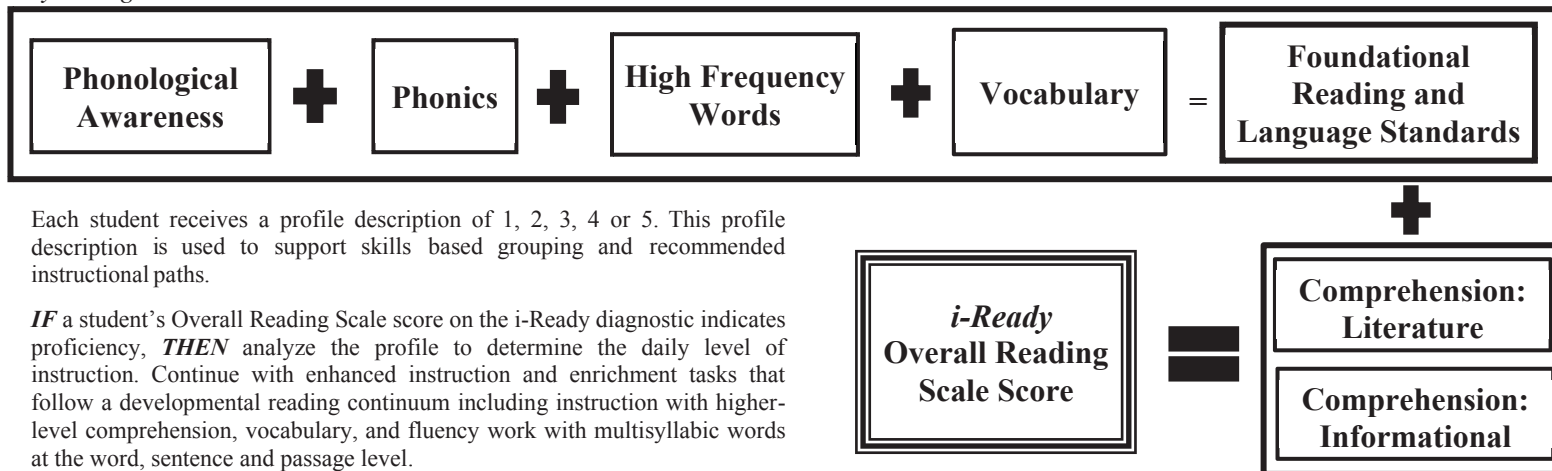 Phonological
Awareness
Phonics
High Frequency
Words
Vocabulary
=
Foundational
Reading and
Language Standards
Each student receives a profile description of 1, 2, 3, 4 or 5. This profile
description is used to support skills based grouping and recommended
instructional paths.
IF a student’s Overall Reading Scale score on the i-Ready diagnostic indicates
proficiency, THEN analyze the profile to determine the daily level of
instruction. Continue with enhanced instruction and enrichment tasks that
follow a developmental reading continuum including instruction with higher-
level comprehension, vocabulary, and fluency work with multisyllabic words
at the word, sentence and passage level.
i-Ready
Overall Reading
Scale Score
Comprehension:
Literature
Comprehension:
Informational